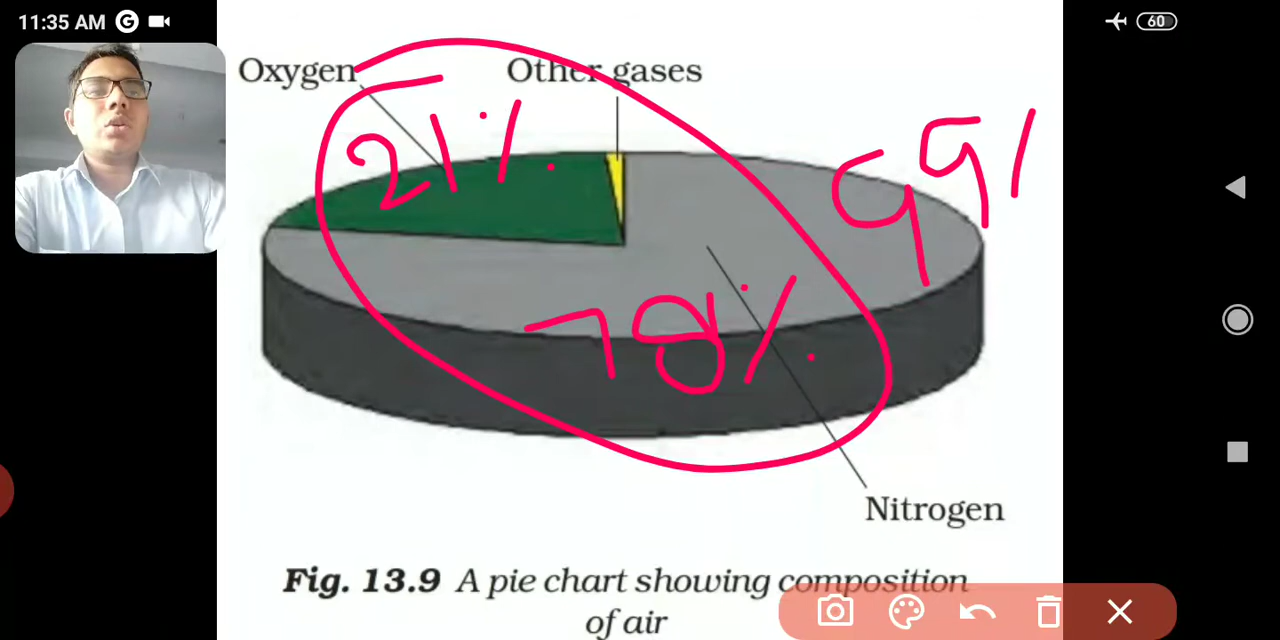 11:35 AM G
60
Oxygen
Other gases
21%
99%
78%
Nitrogen
Fig. 13.9 A pie chart showing composition
of air